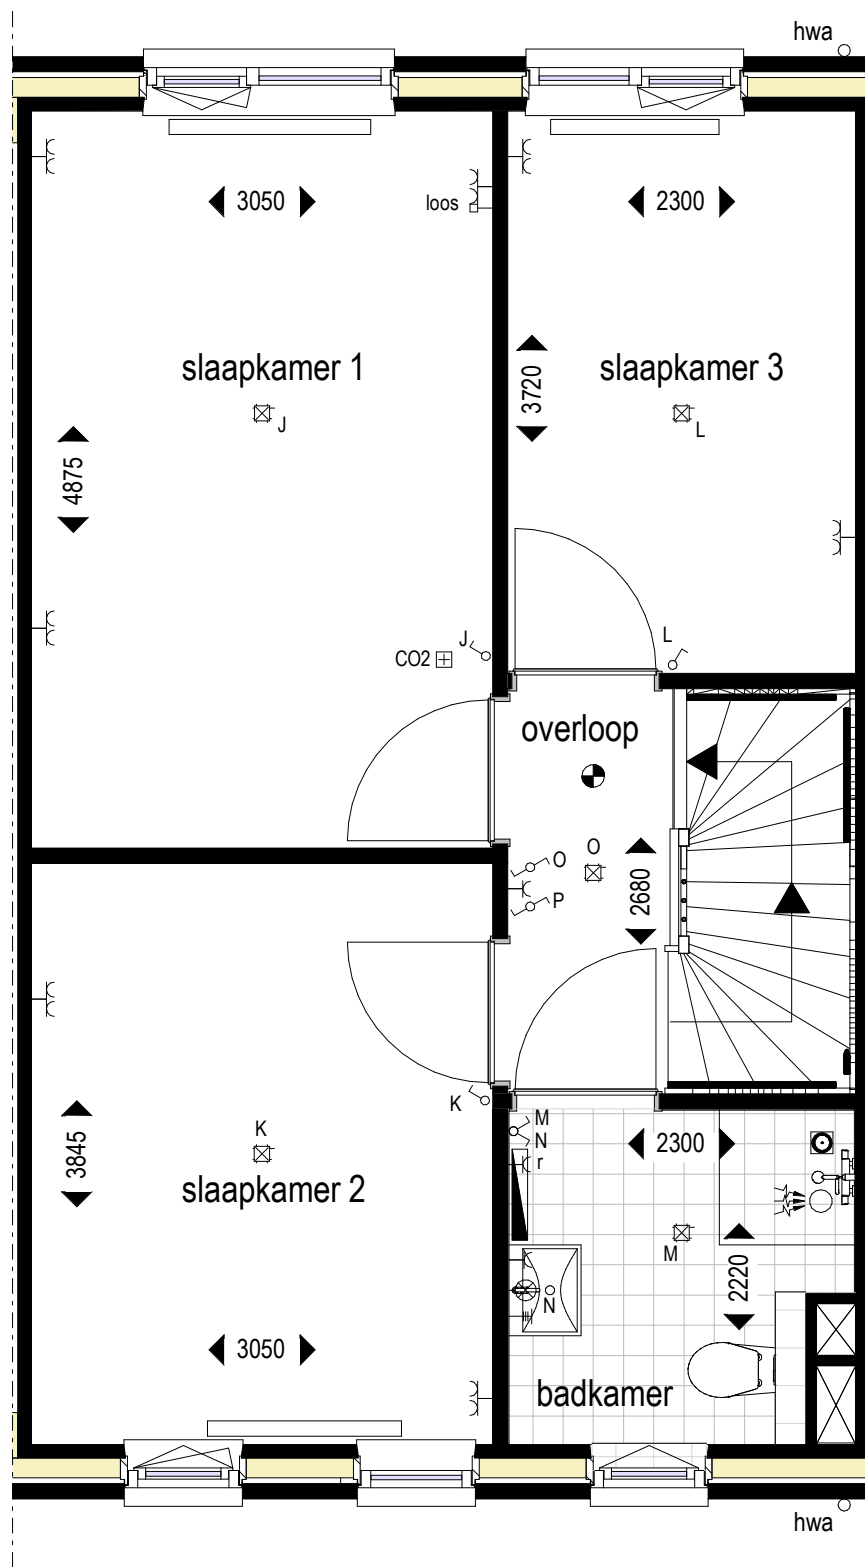 hwa
3050
2300
loos
slaapkamer 1
slaapkamer 3
3720
J
L
4875
J
L
CO2
overloop
O
O
P
2680
K
M
N
r
2300
K
3845
slaapkamer 2
M
2220
N
3050
badkamer
hwa